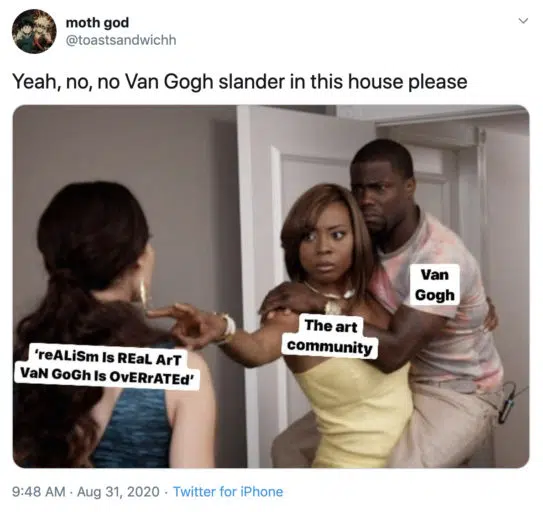 moth god
@toastsandwichh
Yeah, no, no Van Gogh slander in this house please
Van
Gogh
The art
community
'reALiSm Is REaL ArT
VaN GoGh Is OvERrATEd'
9:48 AM · Aug 31, 2020 · Twitter for iPhone